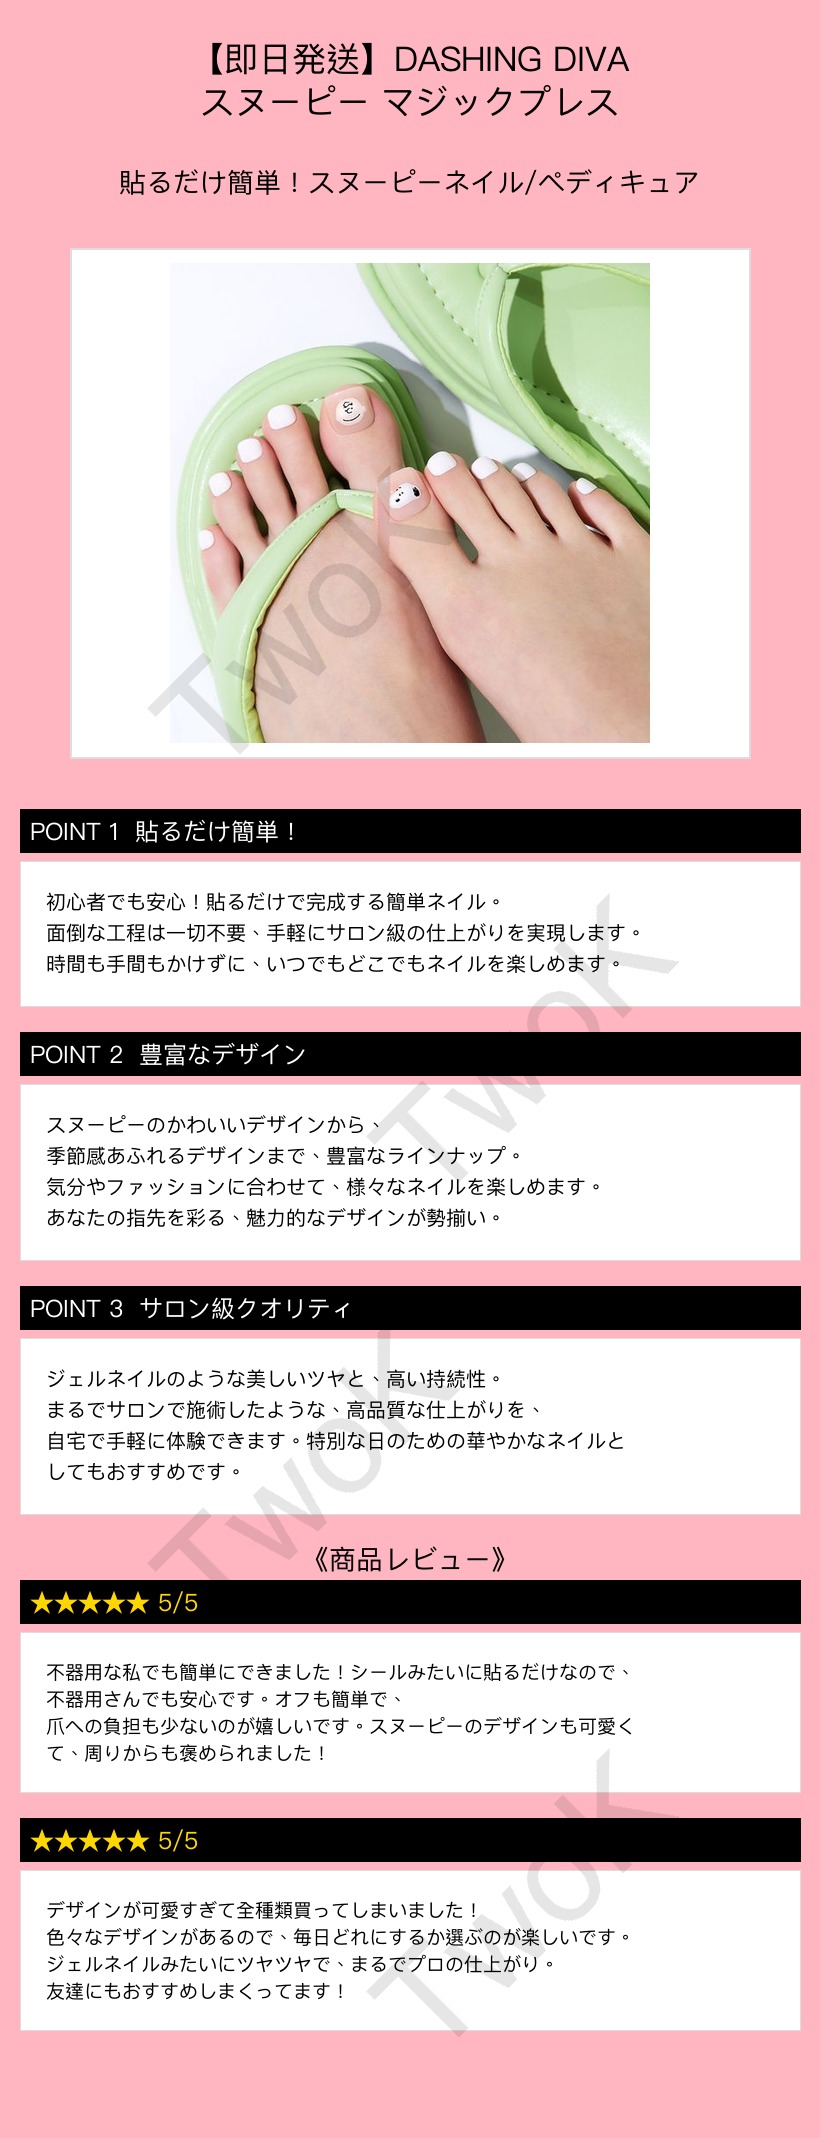 【即日発送】DASHING DIVA
スヌーピー マジックプレス
貼るだけ簡単！スヌーピーネイル/ペディキュア
TwoK
POINT 1 貼るだけ簡単！
初心者でも安心！貼るだけで完成する簡単ネイル。
面倒な工程は一切不要、手軽にサロン級の仕上がりを実現します。
時間も手間もかけずに、いつでもどこでもネイルを楽しめます。
TwoK
POINT 2 豊富なデザイン
スヌーピーのかわいいデザインから、
季節感あふれるデザインまで、豊富なラインナップ。
気分やファッションに合わせて、様々なネイルを楽しめます。
あなたの指先を彩る、魅力的なデザインが勢揃い。
POINT 3 サロン級クオリティ
ジェルネイルのような美しいツヤと、高い持続性。
まるでサロンで施術したような、高品質な仕上がりを、
自宅で手軽に体験できます。特別な日のための華やかなネイルと
してもおすすめです。
TwoK
《商品レビュー》
★★★★★ 5/5
不器用な私でも簡単にできました！シールみたいに貼るだけなので、
不器用さんでも安心です。オフも簡単で、
爪への負担も少ないのが嬉しいです。スヌーピーのデザインも可愛く
て、周りからも褒められました！
★★★★★ 5/5
デザインが可愛すぎて全種類買ってしまいました！
色々なデザインがあるので、毎日どれにするか選ぶのが楽しいです。
ジェルネイルみたいにツヤツヤで、まるでプロの仕上がり。
友達にもおすすめしまくってます！
TwoK